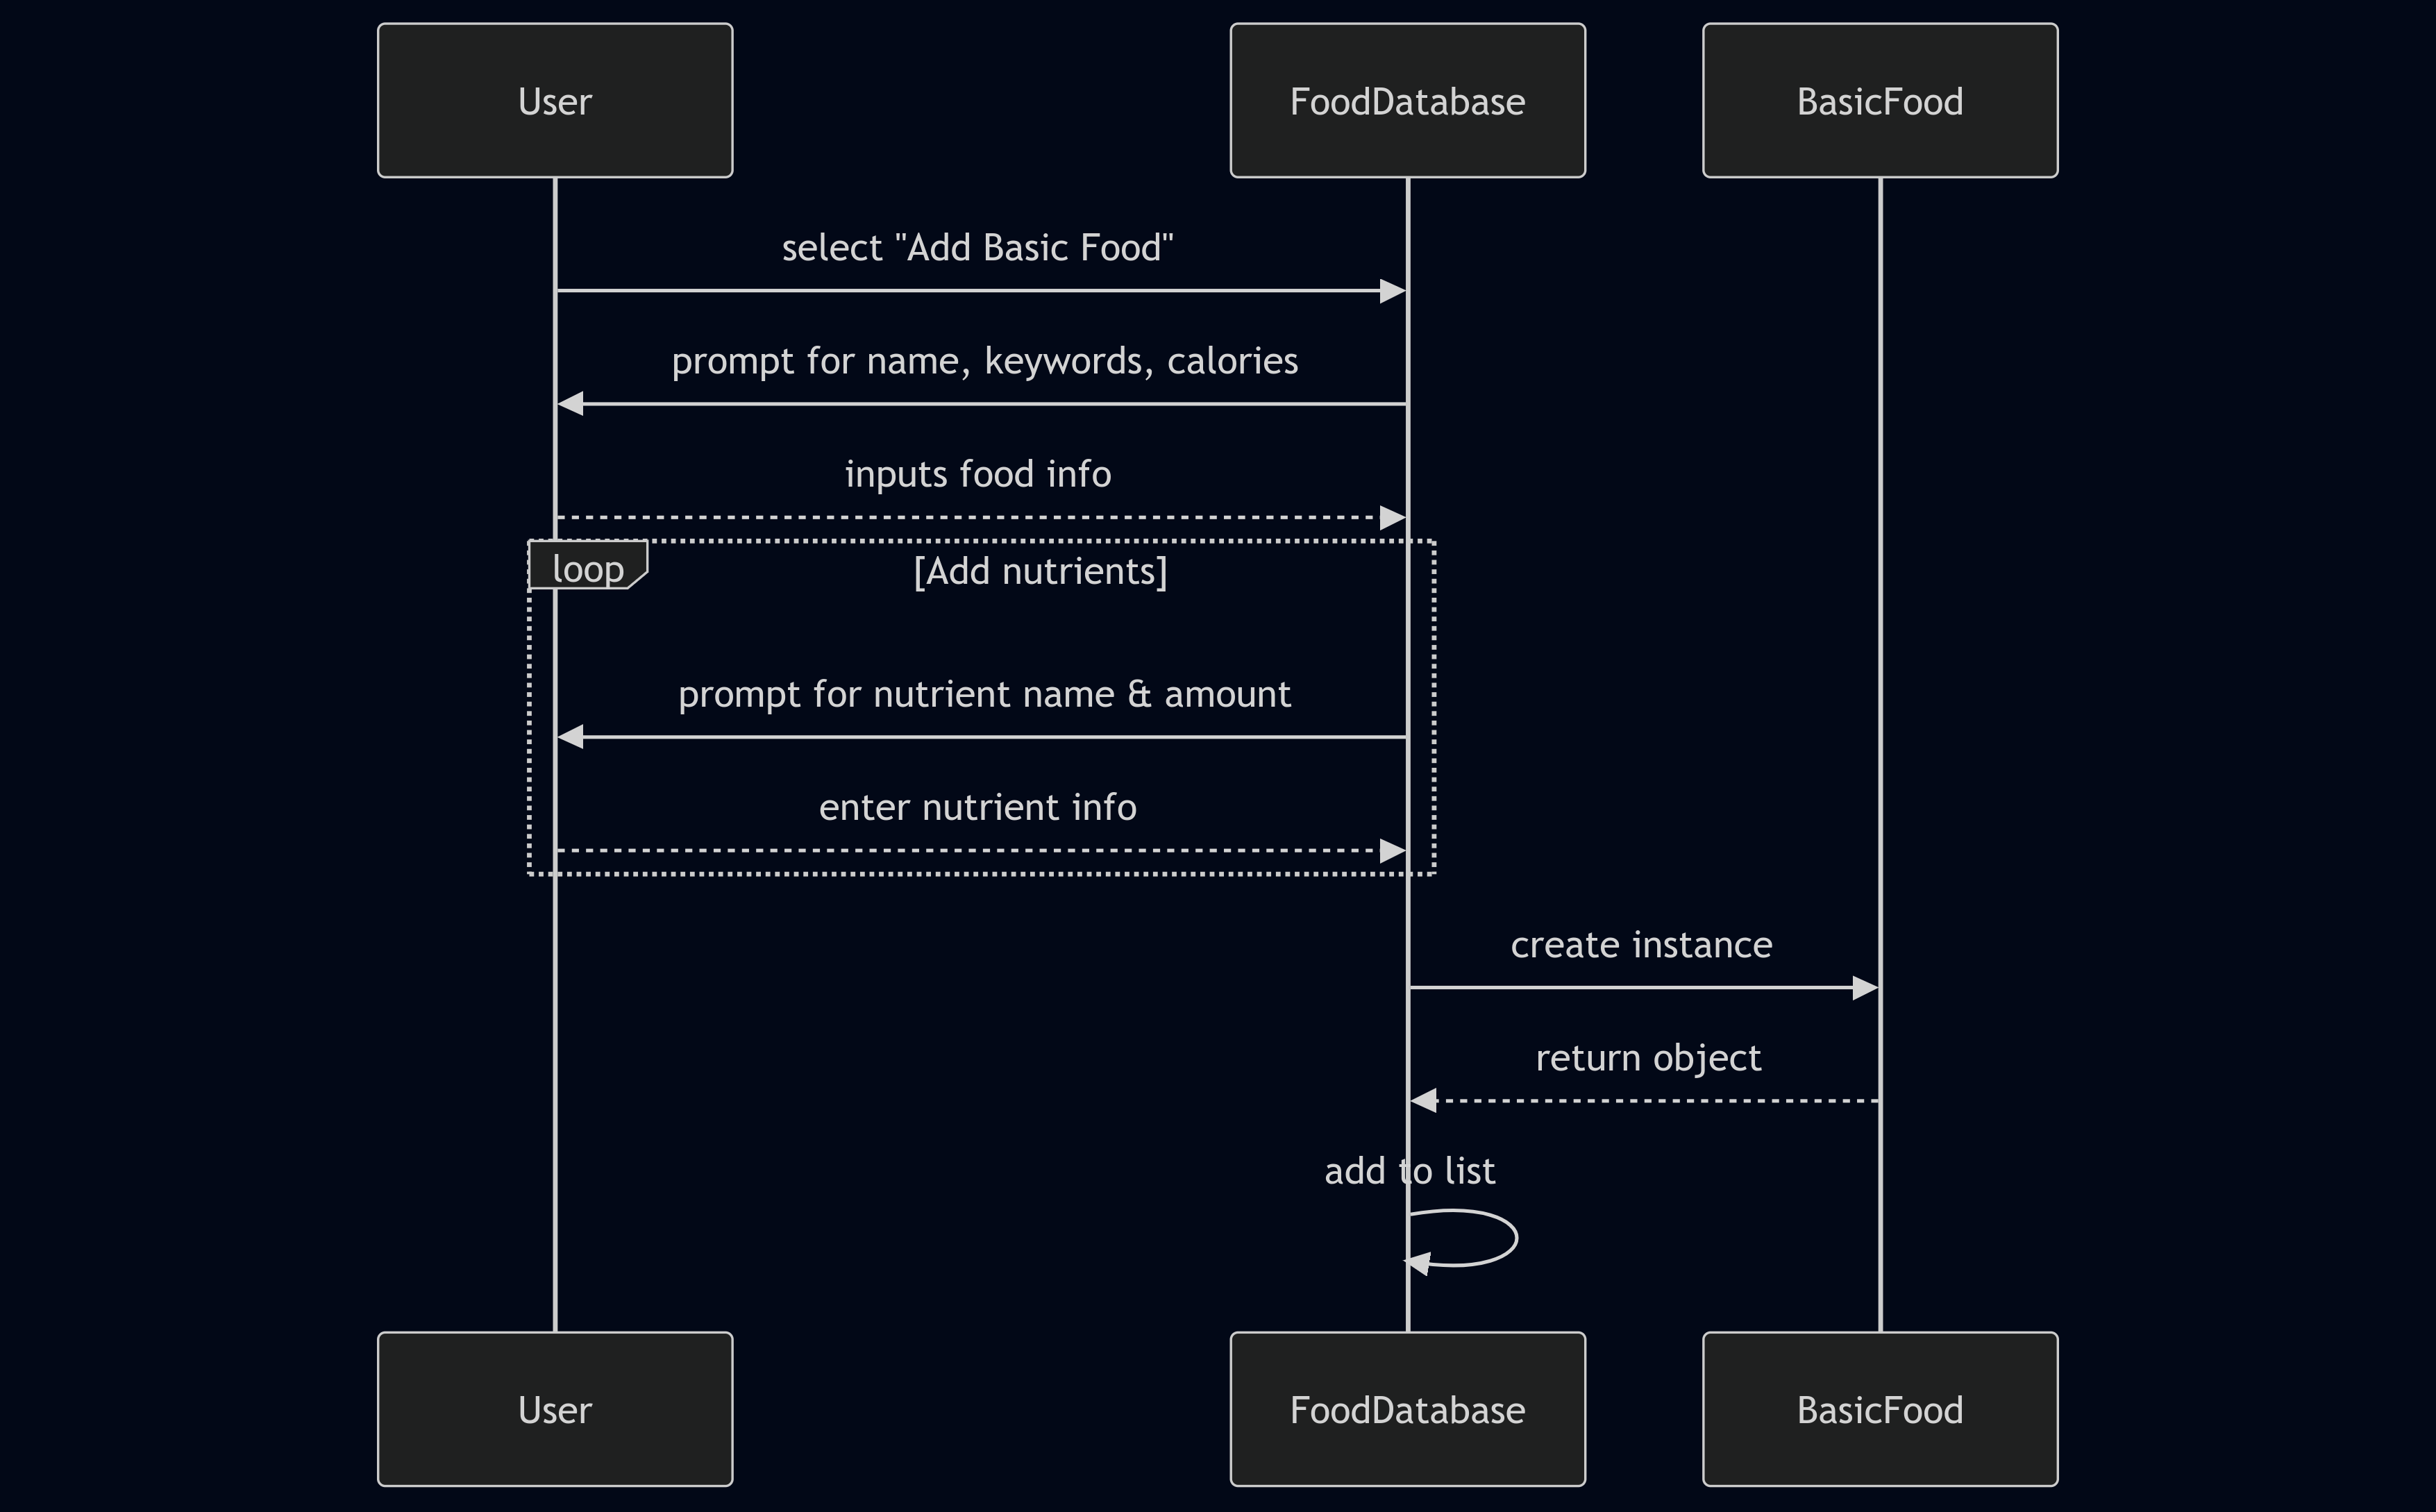 User
FoodDatabase
BasicFood
select "Add Basic Food"
prompt for name, keywords, calories
inputs food info
loop
[Add nutrients]
prompt for nutrient name & amount
enter nutrient info
create instance
return object
add to list
User
FoodDatabase
BasicFood